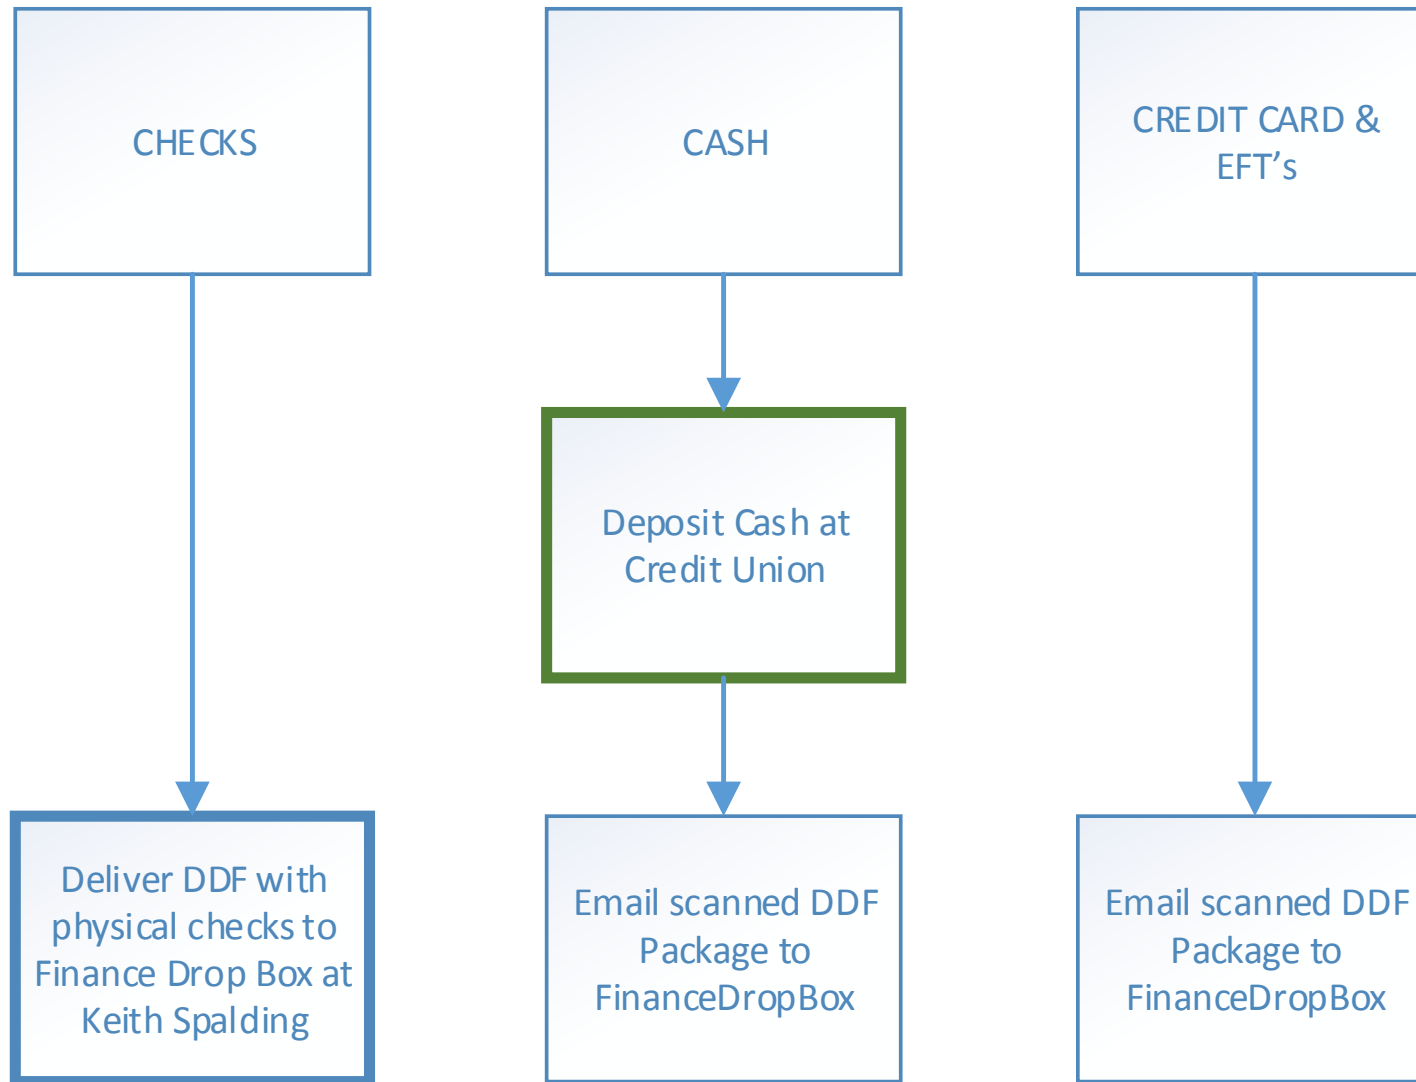 CHECKS
CASH
CREDIT CARD &
EFT’s
Deposit Cash at
Credit Union
Deliver DDF with
physical checks to
Finance Drop Box at
Keith Spalding
Email scanned DDF
Package to
FinanceDropBox
Email scanned DDF
Package to
FinanceDropBox